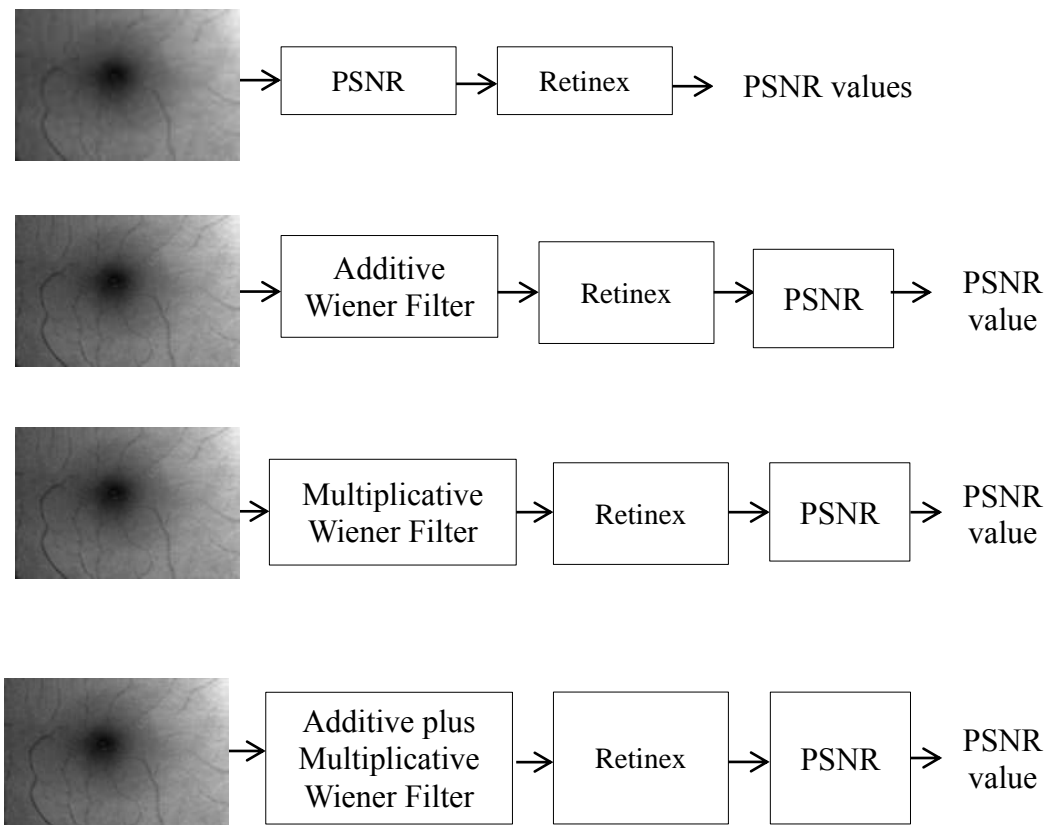 PSNR
Retinex
PSNR values
Additive
Wiener Filter
Retinex
PSNR
PSNR
value
Multiplicative
Wiener Filter
Retinex
PSNR
PSNR
value
Additive plus
Multiplicative
Wiener Filter
Retinex
PSNR
PSNR
value